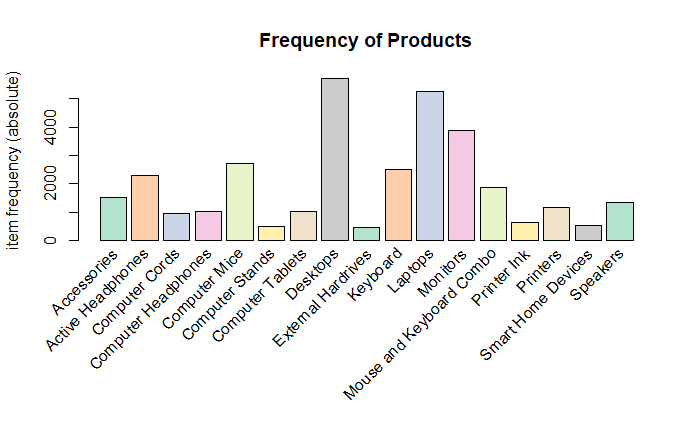 Frequency of Products
item frequency (absolute)
4000
2000
0
Accessories
Active Headphones
Computer Cords
Computer Headphones
Computer Mice
Computer Stands
Computer Tablets
Desktops
External Hardrives
Keyboard
Laptops
Monitors
Mouse and Keyboard Combo
Printer Ink
Printers
Smart Home Devices
Speakers